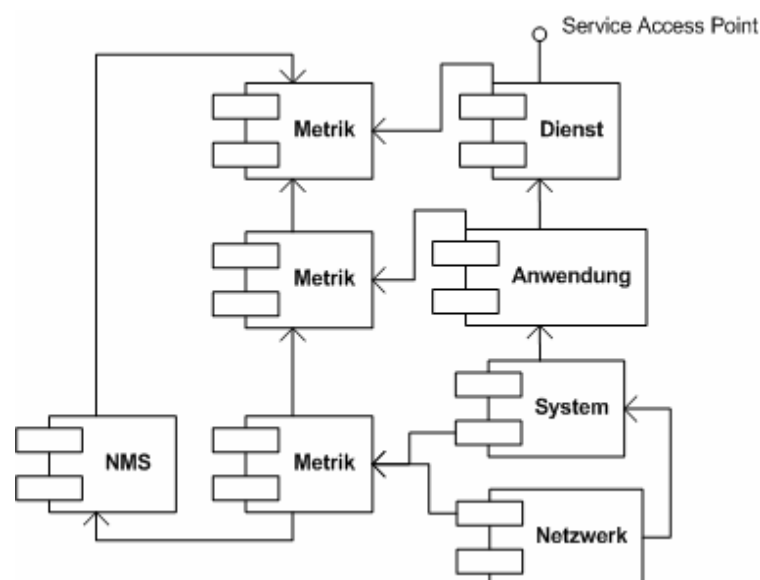 Service Access Point
Metrik
Dienst
Metrik
Anwendung
System
NMS
Metrik
Netzwerk